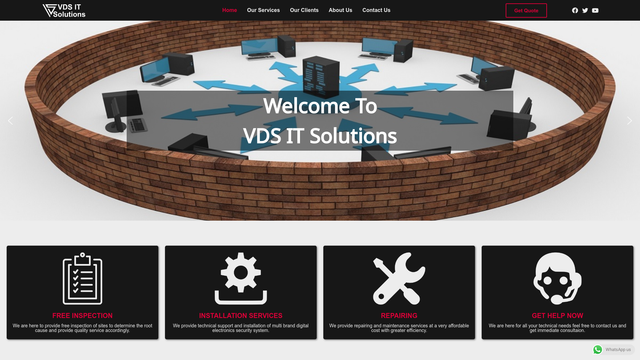 VDS IT
Solutions
Home
Our Services
Our Clients
About Us
Contact Us
Get Quote
Welcome To
VDS IT Solutions
FREE INSPECTION
We are here to provide free inspection of sites to determine the root
cause and provide quality service accordingly.
INSTALLATION SERVICES
We provide technical support and installation of multi brand digital
electronics security system.
REPAIRING
We provide repairing and maintenance services at a very affordable
cost with greater efficiency.
GET HELP NOW
We are here for all your technical needs feel free to contact us and
get immediate consultaion.
WhatsApp us